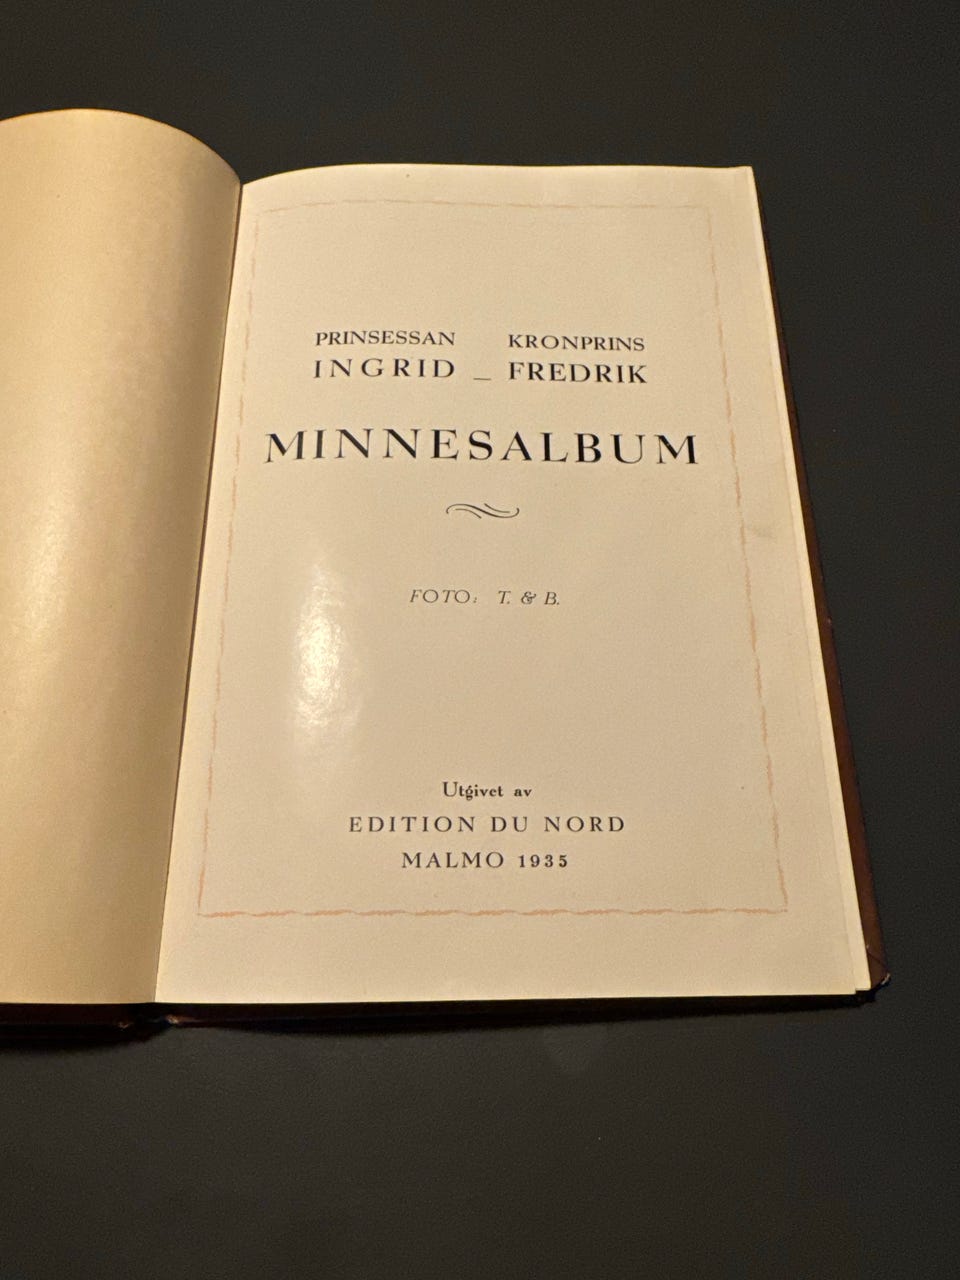 PRINSESSAN KRONPRINS
INGRID – FREDRIK
MINNESALBUM
FOTO: T. & B.
Utgivet av
EDITION DU NORD
MALMO 1935